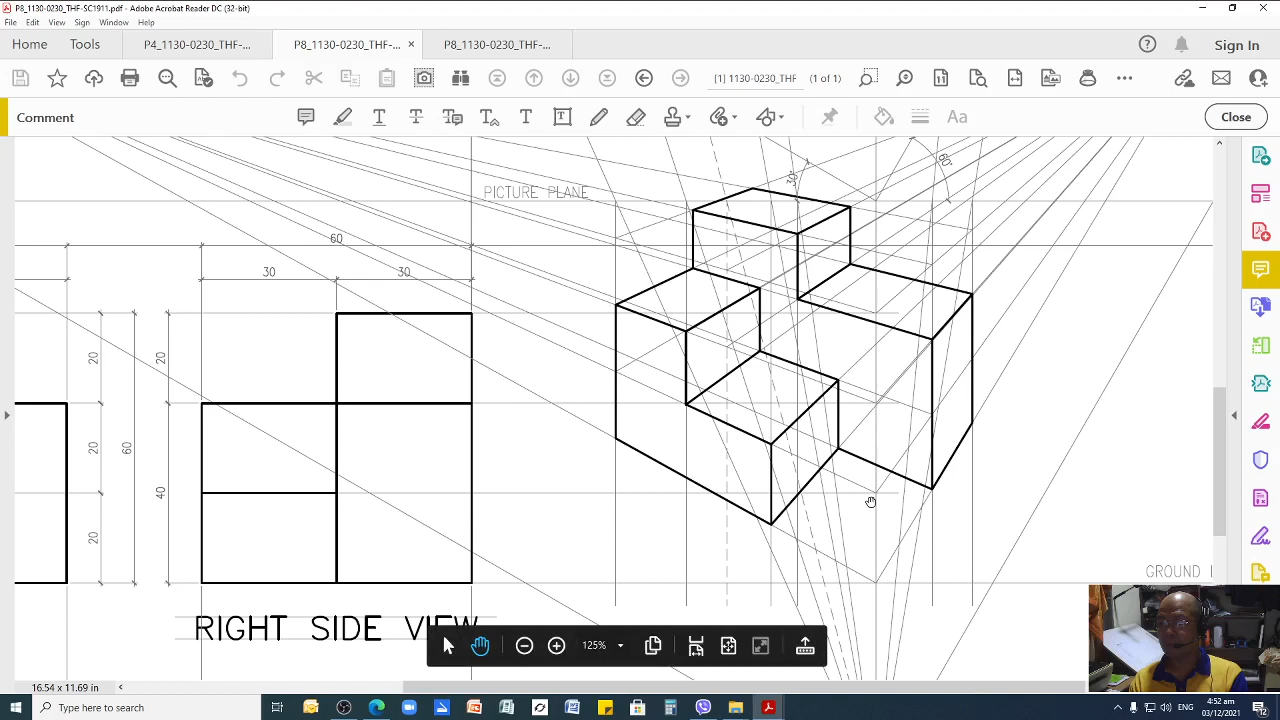 P8_1130-0230_THF-SC1911.pdf - Adobe Acrobat Reader DC (32-bit)
File Edit View Sign Window Help
Home Tools P4_1130-0230_THF-... P8_1130-0230_THF-... × P8_1130-0230_THF-... Sign In
[1] 1130-0230_THF (1 of 1)
Comment Close
PICTURE PLANE
60
30 30
20 20
20 60
40
20
60°
GROUND
RIGHT SIDE VIEW
125%
16.54 x 11.69 in
Type here to search
ENG
4:52 am
03/12/2021
12